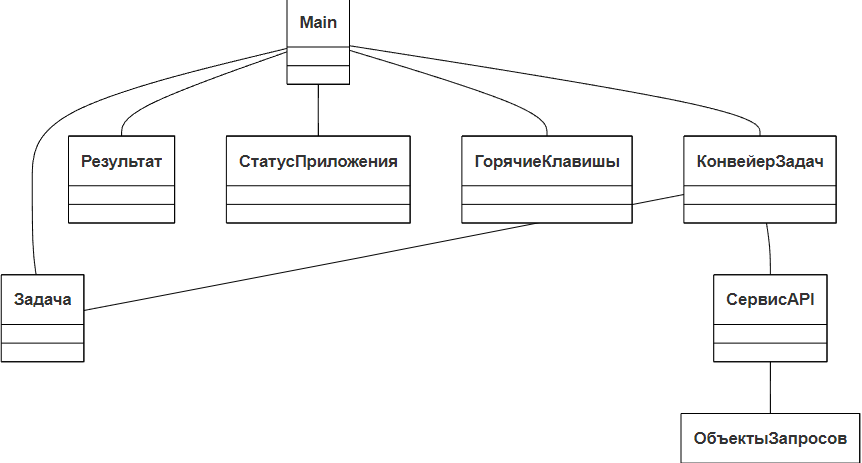 Main
Результат
СтатусПриложения
ГорячиеКлавишы
КонвейерЗадач
Задача
СервисAPI
ОбъектыЗапросов